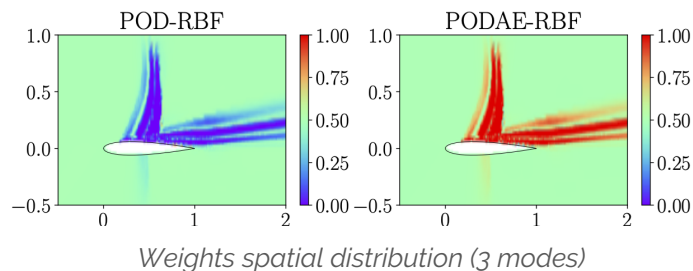 POD-RBF PODAE-RBF
1.0 1.00 1.0 1.00
0.75 0.75
0.5 0.5
0.50 0.50
0.0 0.25 0.0 0.25
−0.5 0.00 −0.5 0.00
0 1 2 0 1 2
Weights spatial distribution (3 modes)